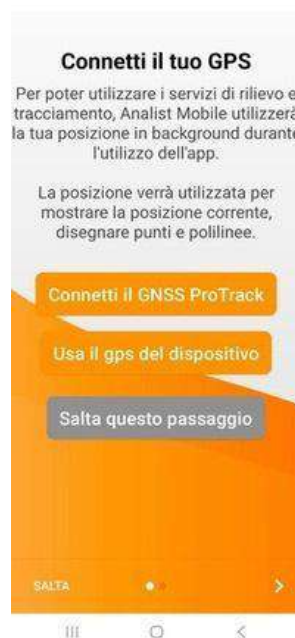 Connetti il tuo GPS
Per poter utilizzare i servizi di rilievo e
tracciamento, Analist Mobile utilizzerà
la tua posizione in background durante
l'utilizzo dell'app.
La posizione verrà utilizzata per
mostrare la posizione corrente,
disegnare punti e polilinee.
Connetti il GNSS ProTrack
Usa il gps del dispositivo
Salta questo passaggio
SALTA